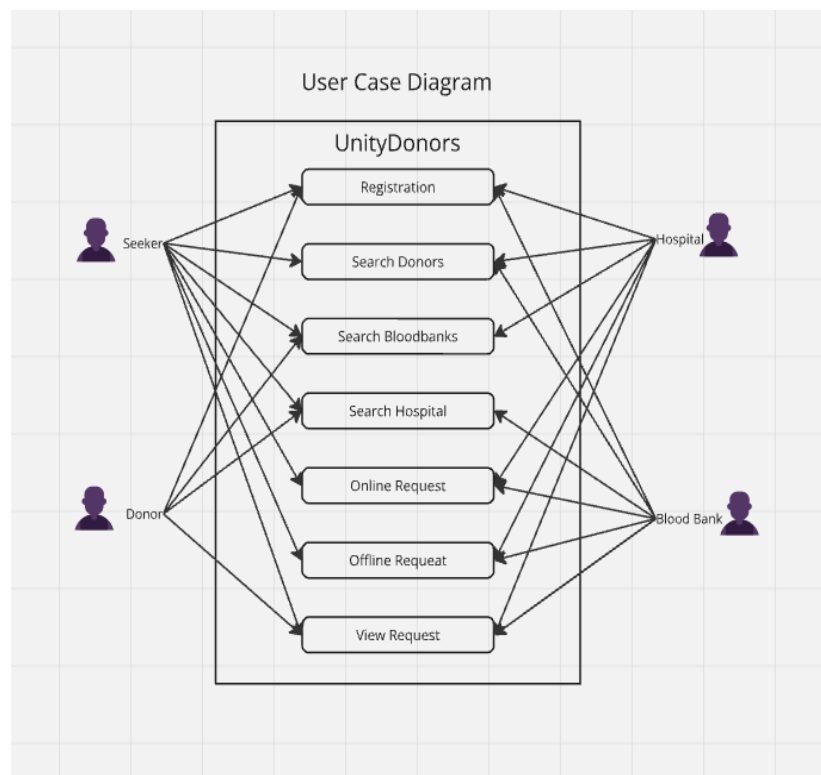 User Case Diagram
UnityDonors
Registration
Seeker
Hospital
Search Donors
Search Bloodbanks
Search Hospital
Online Request
Donor
Blood Bank
Offline Requeat
View Request